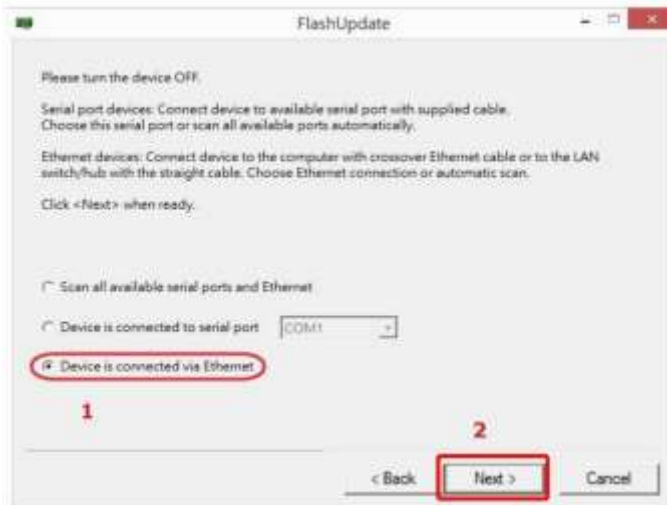 FlashUpdate
Please turn the device OFF.
Serial port devices: Connect device to available serial port with supplied cable.
Choose this serial port or scan all available ports automatically.
Ethernet devices: Connect device to the computer with crossover Ethernet cable or to the LAN
switch/hub with the straight cable. Choose Ethernet connection or automatic scan.
Click <Next> when ready.
Scan all available serial ports and Ethernet
Device is connected to serial port COM1
Device is connected via Ethernet
1
2
< Back Next > Cancel